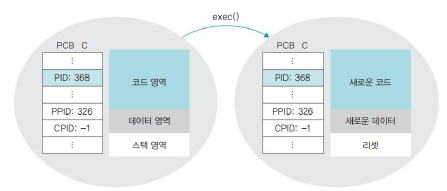 exec()
PCB C
⋮
PID: 368
⋮
PPID: 326
CPID: -1
⋮
코드 영역
데이터 영역
스택 영역
PCB C
⋮
PID: 368
⋮
PPID: 326
CPID: -1
⋮
새로운 코드
새로운 데이터
리셋